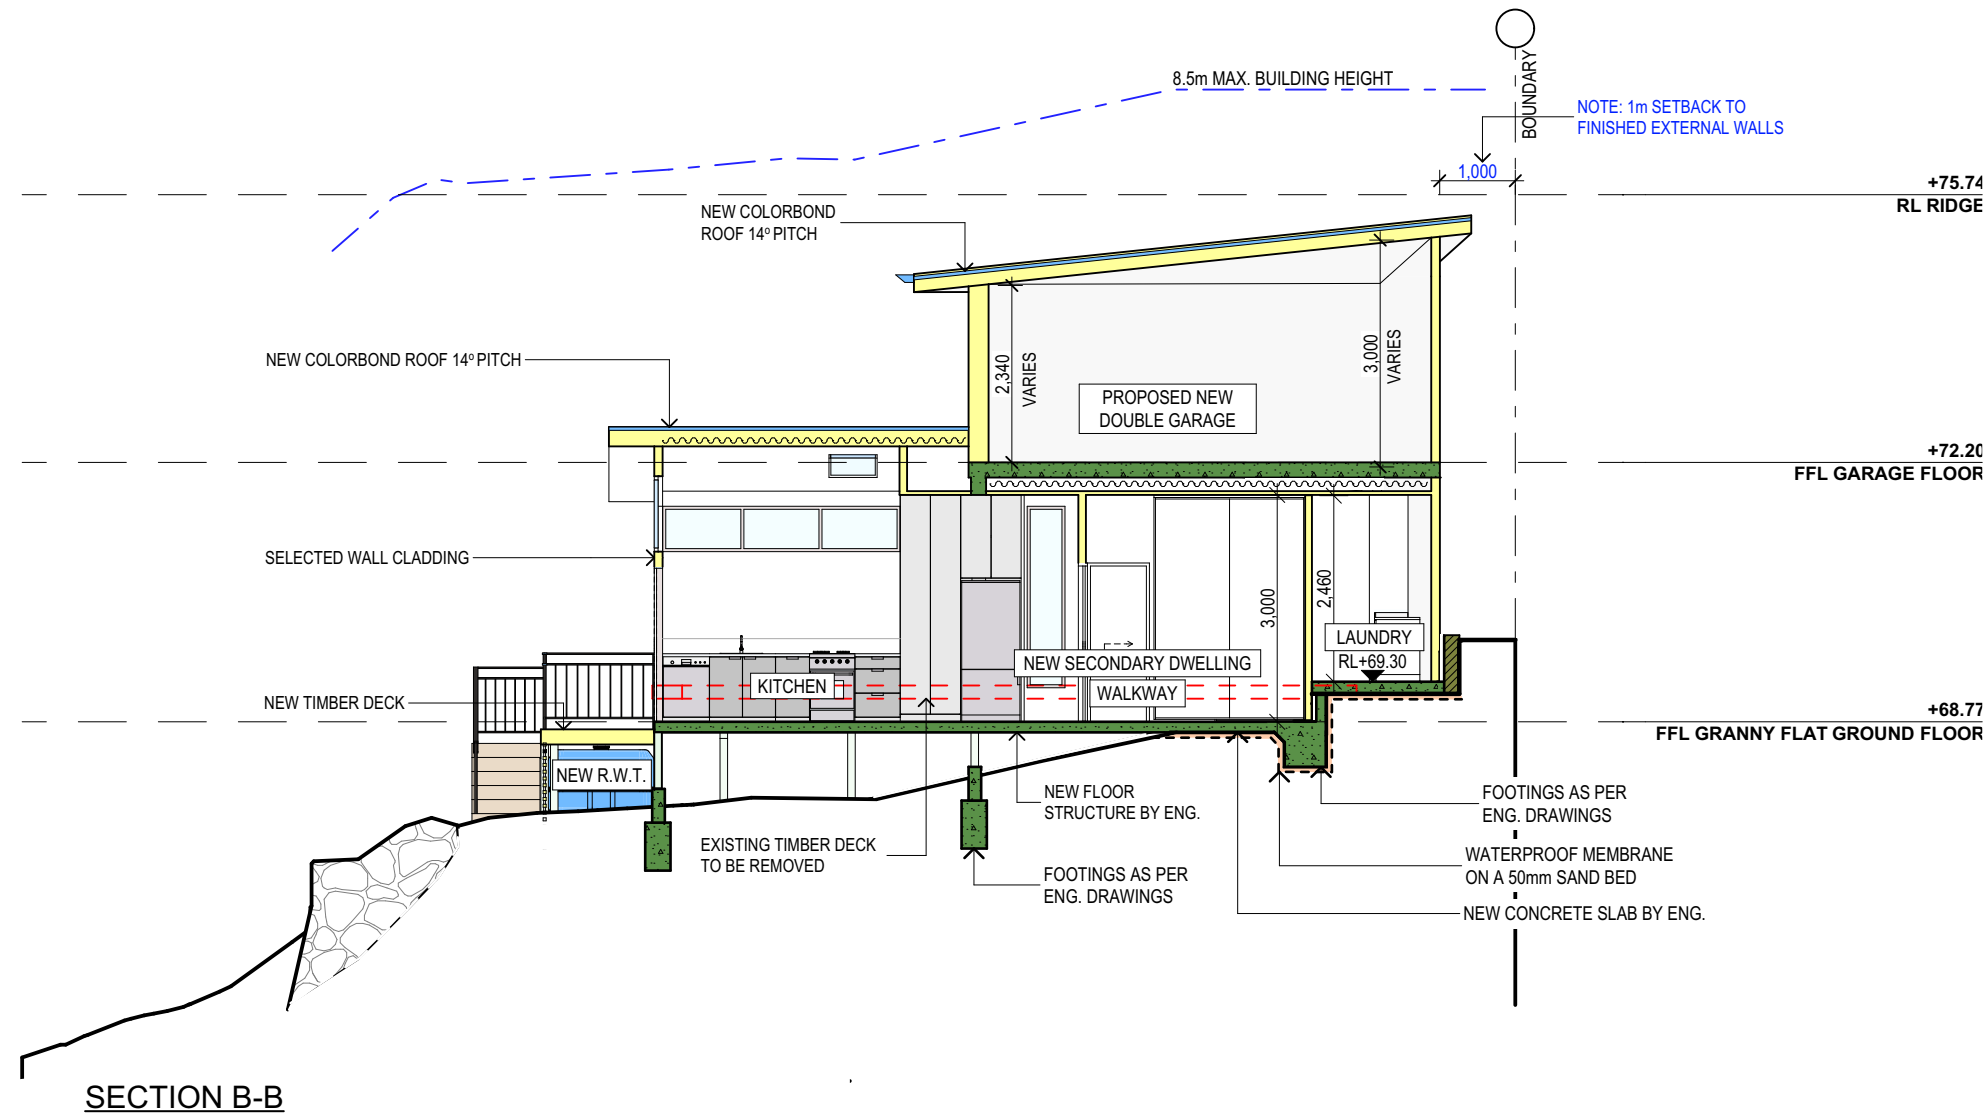 8.5m MAX. BUILDING HEIGHT
BOUNDARY
NOTE: 1m SETBACK TO
FINISHED EXTERNAL WALLS
1,000
+75.74
RL RIDGE
NEW COLORBOND
ROOF 14º PITCH
NEW COLORBOND ROOF 14º PITCH
2,340
VARIES
3,000
VARIES
PROPOSED NEW
DOUBLE GARAGE
+72.20
FFL GARAGE FLOOR
SELECTED WALL CLADDING
3,000
2,460
LAUNDRY
RL+69.30
NEW SECONDARY DWELLING
KITCHEN
WALKWAY
NEW TIMBER DECK
+68.77
FFL GRANNY FLAT GROUND FLOOR
NEW R.W.T.
NEW FLOOR
STRUCTURE BY ENG.
FOOTINGS AS PER
ENG. DRAWINGS
EXISTING TIMBER DECK
TO BE REMOVED
WATERPROOF MEMBRANE
ON A 50mm SAND BED
FOOTINGS AS PER
ENG. DRAWINGS
NEW CONCRETE SLAB BY ENG.
SECTION B-B